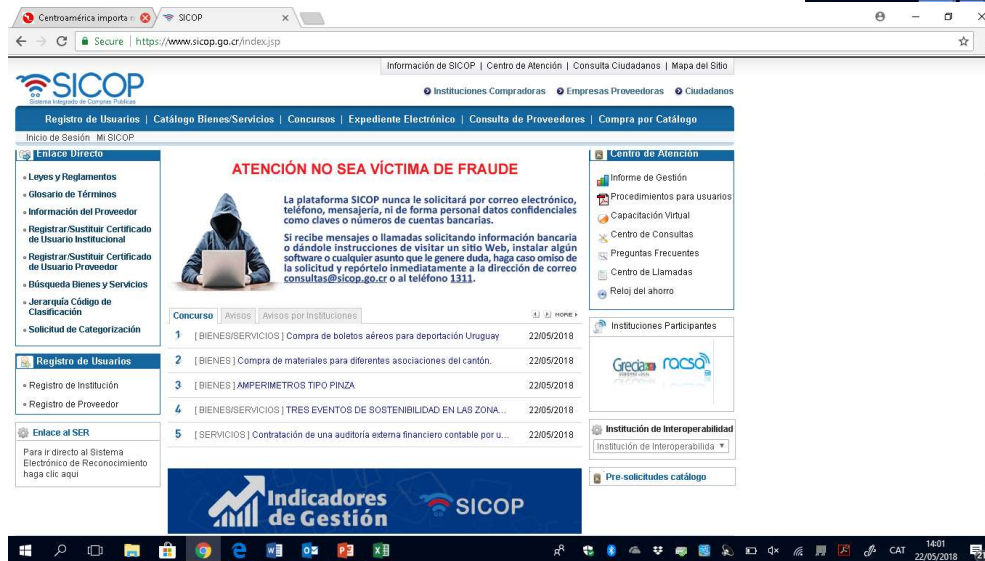 Centroamérica importa n
SICOP
Secure | https://www.sicop.go.cr/index.jsp
Información de SICOP | Centro de Atención | Consulta Ciudadanos | Mapa del Sitio
SICOP
Sistema Integrado de Compras Públicas
Instituciones Compradoras Empresas Proveedoras Ciudadanos
Registro de Usuarios | Catálogo Bienes/Servicios | Concursos | Expediente Electrónico | Consulta de Proveedores | Compra por Catálogo
Inicio de Sesión Mi SICOP
Enlace Directo
Leyes y Reglamentos
Glosario de Términos
Información del Proveedor
Registrar/Sustituir Certificado
de Usuario Institucional
Registrar/Sustituir Certificado
de Usuario Proveedor
Búsqueda Bienes y Servicios
Jerarquía Código de
Clasificación
Solicitud de Categorización
Registro de Usuarios
Registro de Institución
Registro de Proveedor
Enlace al SER
Para ir directo al Sistema
Electrónico de Reconocimiento
haga clic aqui
ATENCIÓN NO SEA VÍCTIMA DE FRAUDE
La plataforma SICOP nunca le solicitará por correo electrónico,
teléfono, mensajería, ni de forma personal datos confidenciales
como claves o números de cuentas bancarias.
Si recibe mensajes o llamadas solicitando información bancaria
o dándole instrucciones de visitar un sitio Web, instalar algún
software o cualquier asunto que le genere duda, haga caso omiso de
la solicitud y repórtelo inmediatamente a la dirección de correo
consultas@sicop.go.cr o al teléfono 1311.
Concurso Avisos Avisos por Instituciones MORE
1 [ BIENES/SERVICIOS ] Compra de boletos aéreos para deportación Uruguay 22/05/2018
2 [ BIENES ] Compra de materiales para diferentes asociaciones del cantón. 22/05/2018
3 [ BIENES ] AMPERIMETROS TIPO PINZA 22/05/2018
4 [ BIENES/SERVICIOS ] TRES EVENTOS DE SOSTENIBILIDAD EN LAS ZONA... 22/05/2018
5 [ SERVICIOS ] Contratación de una auditoría externa financiero contable por u... 22/05/2018
Indicadores
de Gestión
SICOP
Centro de Atención
Informe de Gestión
Procedimientos para usuarios
Capacitación Virtual
Centro de Consultas
Preguntas Frecuentes
Centro de Llamadas
Reloj del ahorro
Instituciones Participantes
Grecia racsa
Institución de Interoperabilidad
Institución de Interoperabilida
Pre-solicitudes catálogo
CAT
14:01
22/05/2018